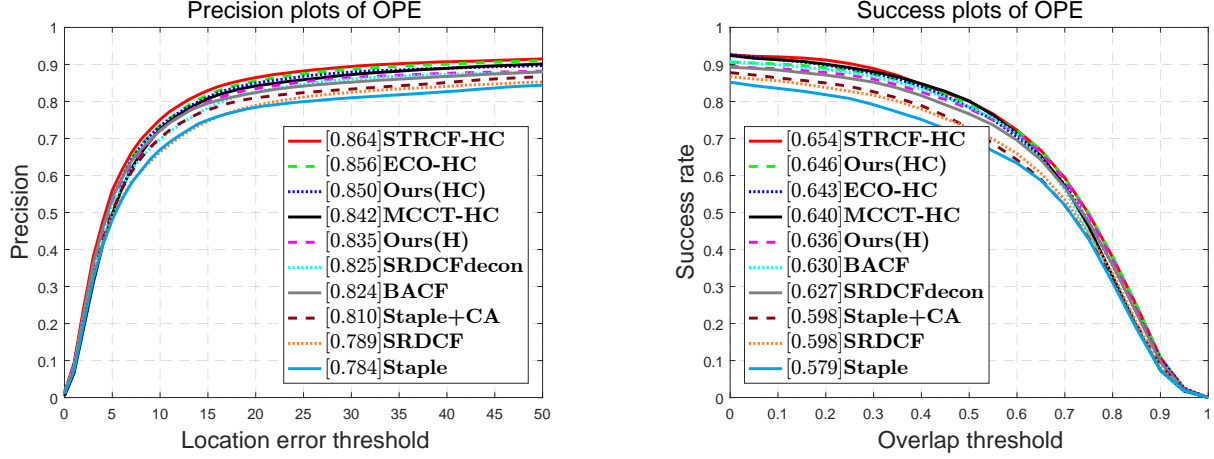 Precision plots of OPE
Precision
1
0.9
0.8
0.7
0.6
0.5
0.4
0.3
0.2
0.1
0
[0.864]STRCF-HC
[0.856]ECO-HC
[0.850]Ours(HC)
[0.842]MCCT-HC
[0.835]Ours(H)
[0.825]SRDCFdecon
[0.824]BACF
[0.810]Staple+CA
[0.789]SRDCF
[0.784]Staple
0 5 10 15 20 25 30 35 40 45 50
Location error threshold
Success plots of OPE
Success rate
1
0.9
0.8
0.7
0.6
0.5
0.4
0.3
0.2
0.1
0
[0.654]STRCF-HC
[0.646]Ours(HC)
[0.643]ECO-HC
[0.640]MCCT-HC
[0.636]Ours(H)
[0.630]BACF
[0.627]SRDCFdecon
[0.598]Staple+CA
[0.598]SRDCF
[0.579]Staple
0 0.1 0.2 0.3 0.4 0.5 0.6 0.7 0.8 0.9 1
Overlap threshold